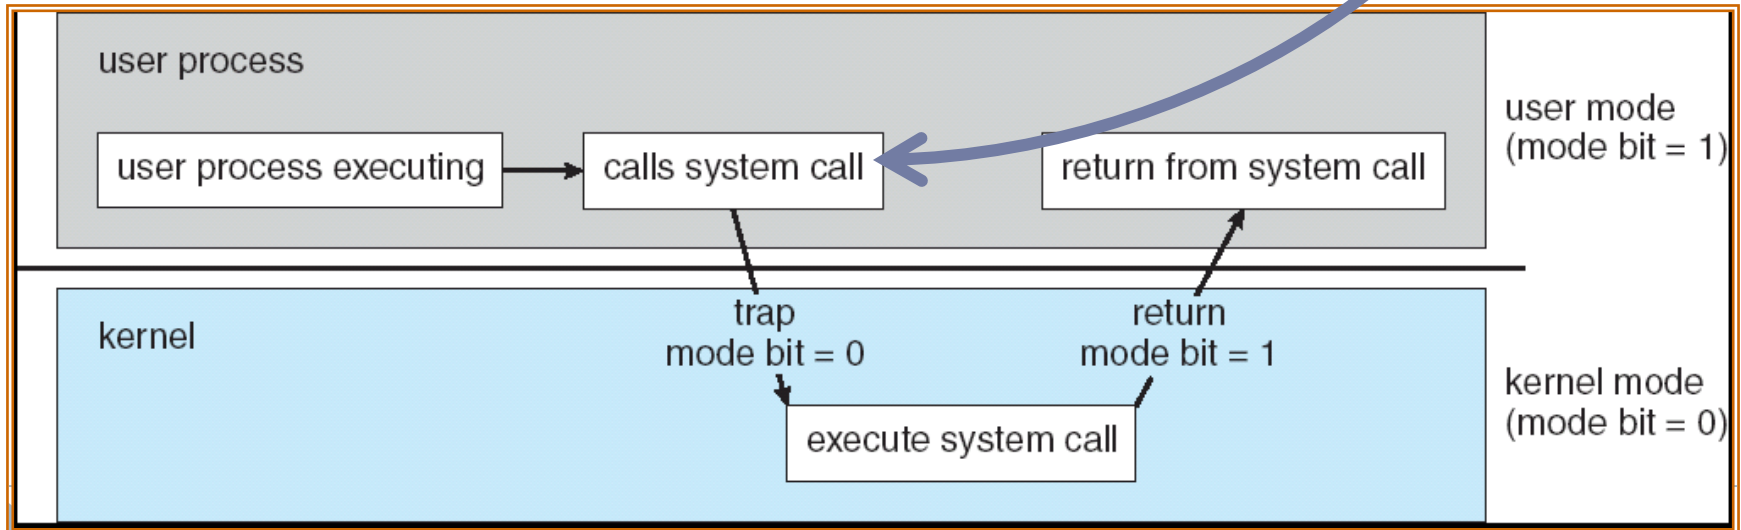 user process
user process executing
calls system call
return from system call
user mode
(mode bit = 1)
kernel
trap
mode bit = 0
return
mode bit = 1
execute system call
kernel mode
(mode bit = 0)